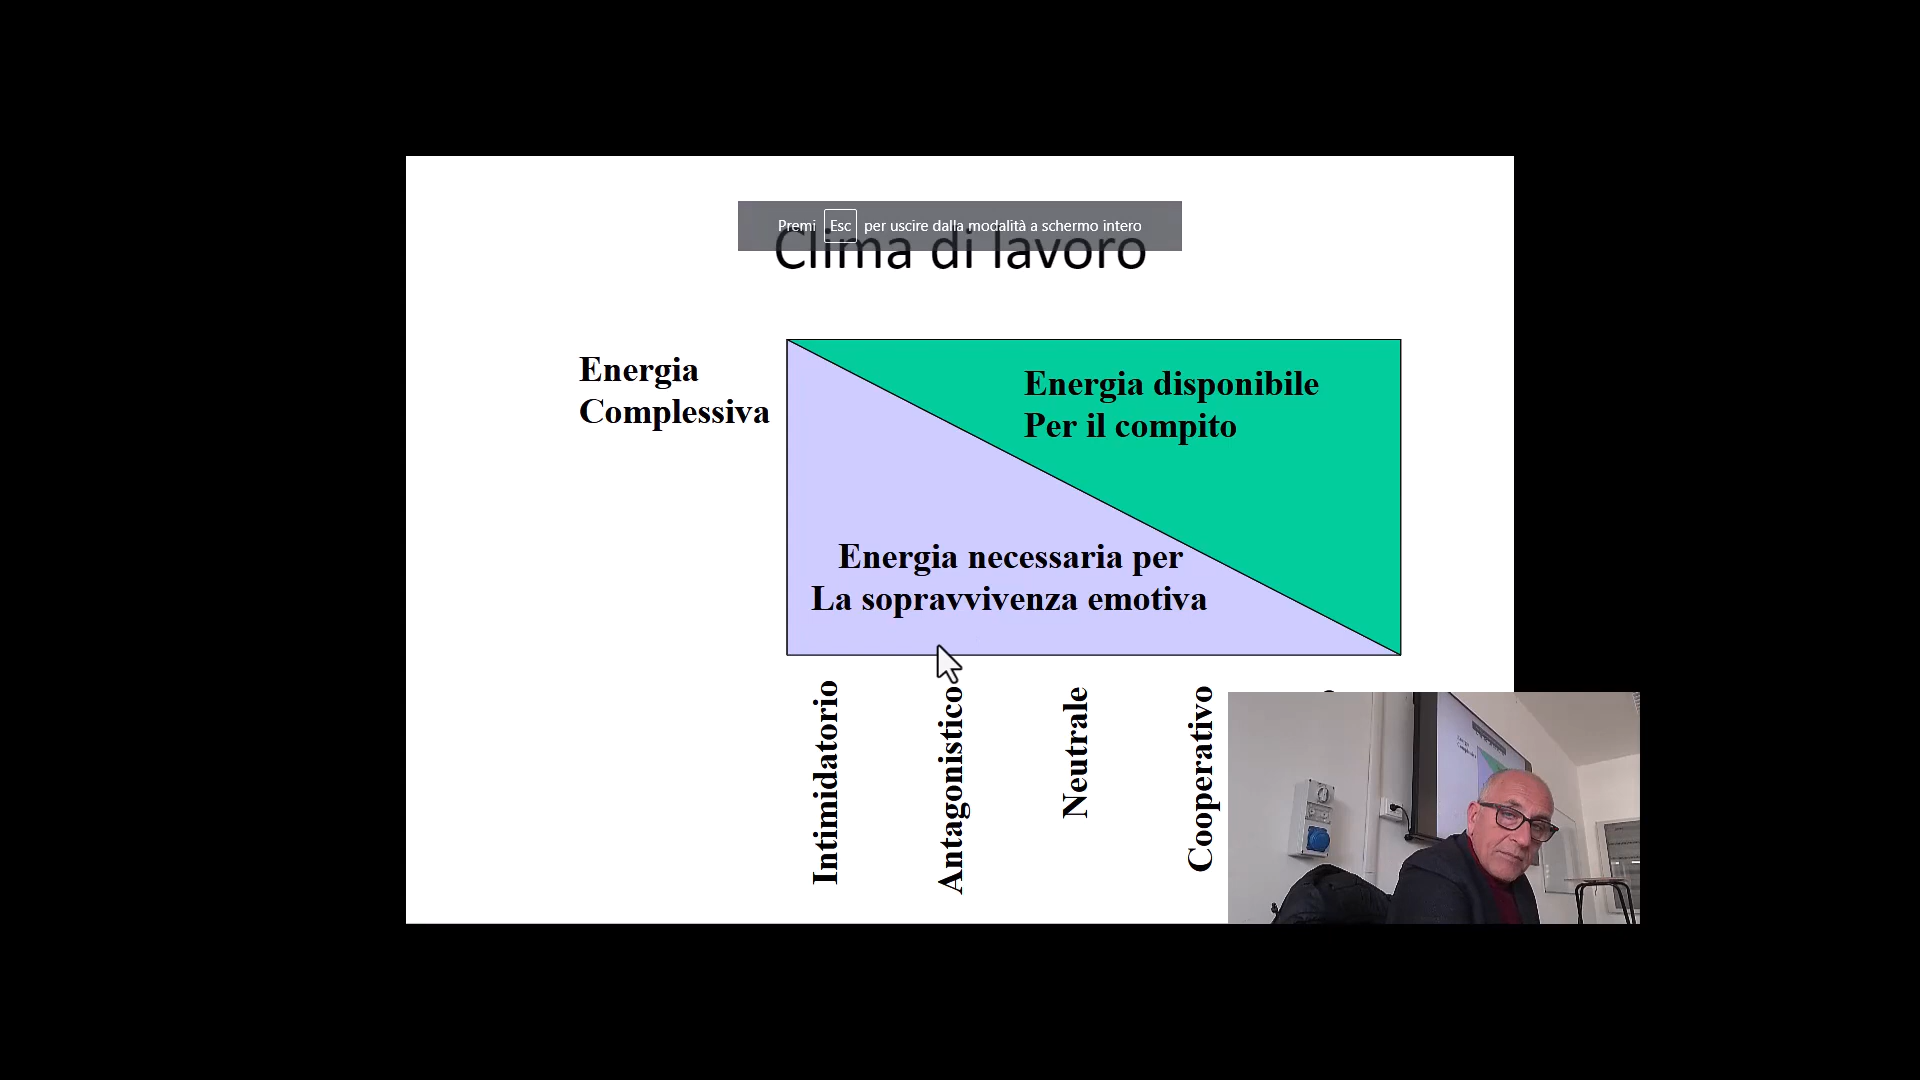 Premi Esc per uscire dalla modalità a schermo intero
Clima di lavoro
Energia
Complessiva
Energia disponibile
Per il compito
Energia necessaria per
La sopravvivenza emotiva
Intimidatorio
Antagonistico
Neutrale
Cooperativo